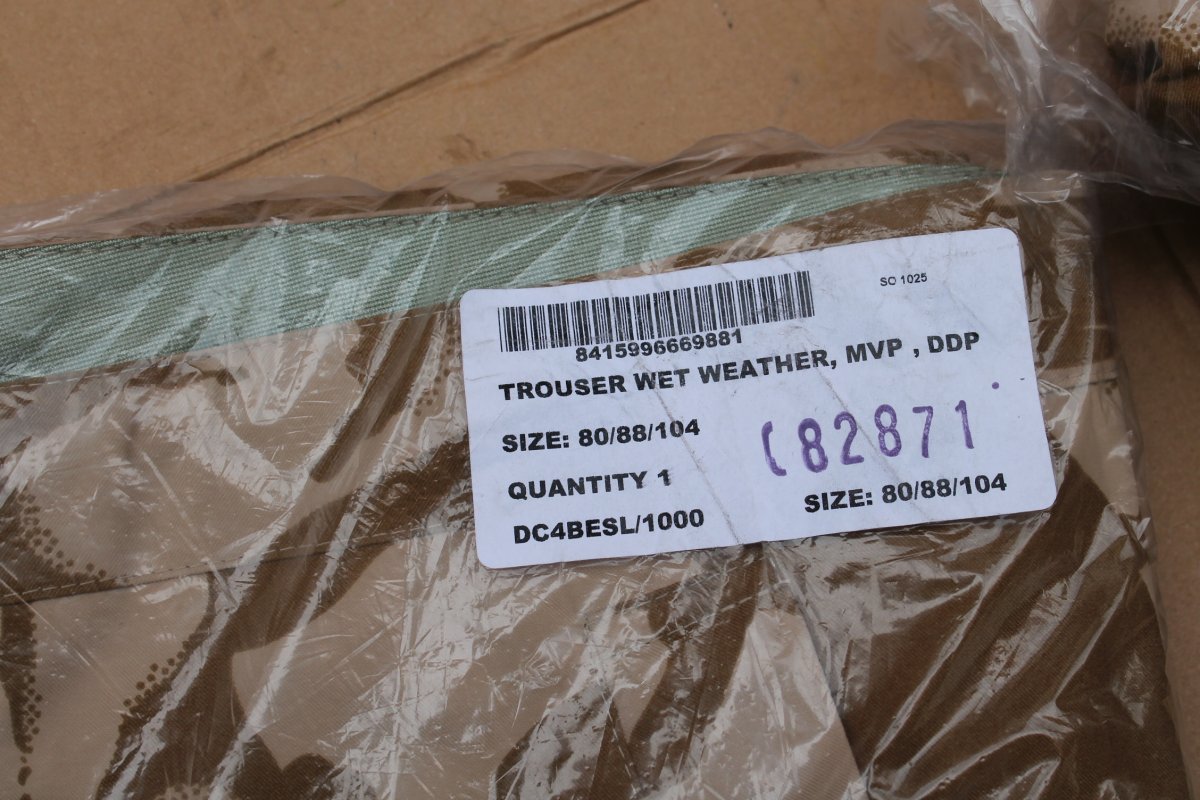 SO 1025
8415996669881
TROUSER WET WEATHER, MVP , DDP
SIZE: 80/88/104
(82871
QUANTITY 1
SIZE: 80/88/104
DC4BESL/1000